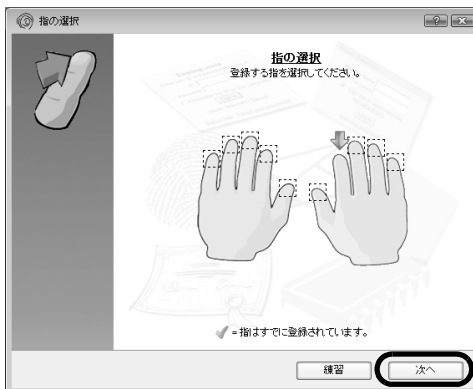 指の選択
指の選択
登録する指を選択してください。
= 指はすでに登録されています。
練習
次へ